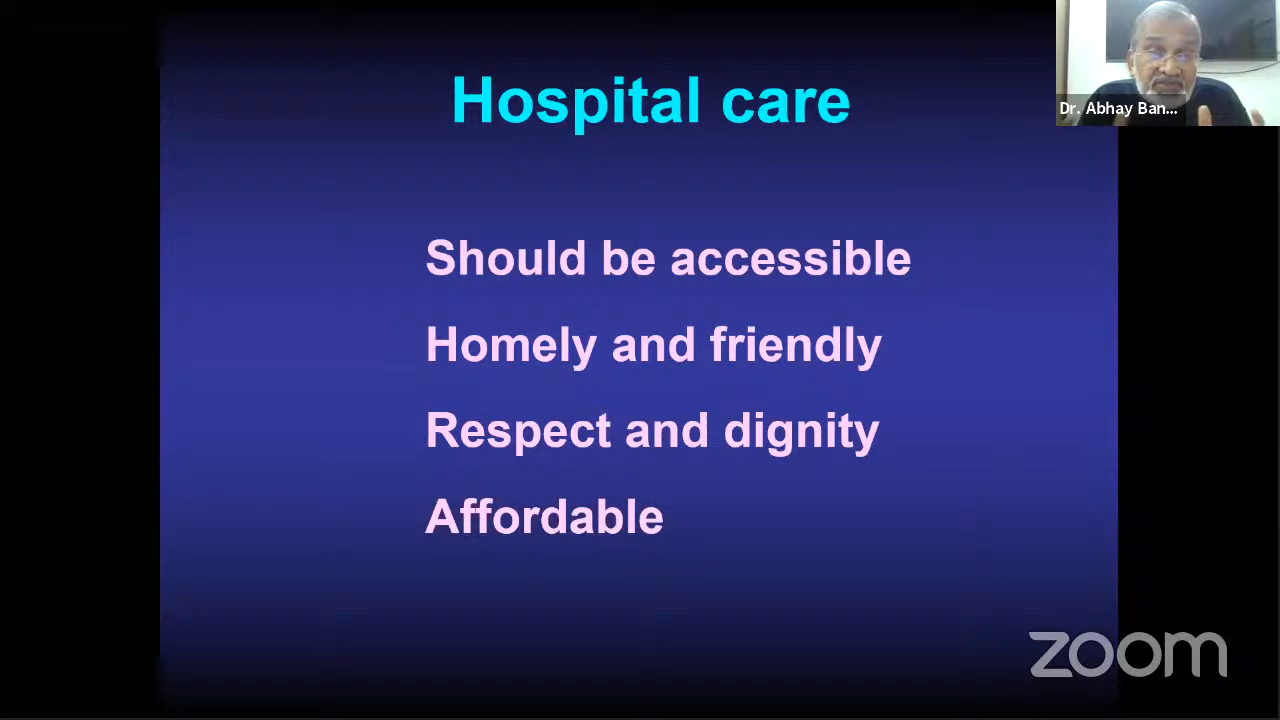 Hospital care
Dr. Abhay Ban...
Should be accessible
Homely and friendly
Respect and dignity
Affordable
zoom